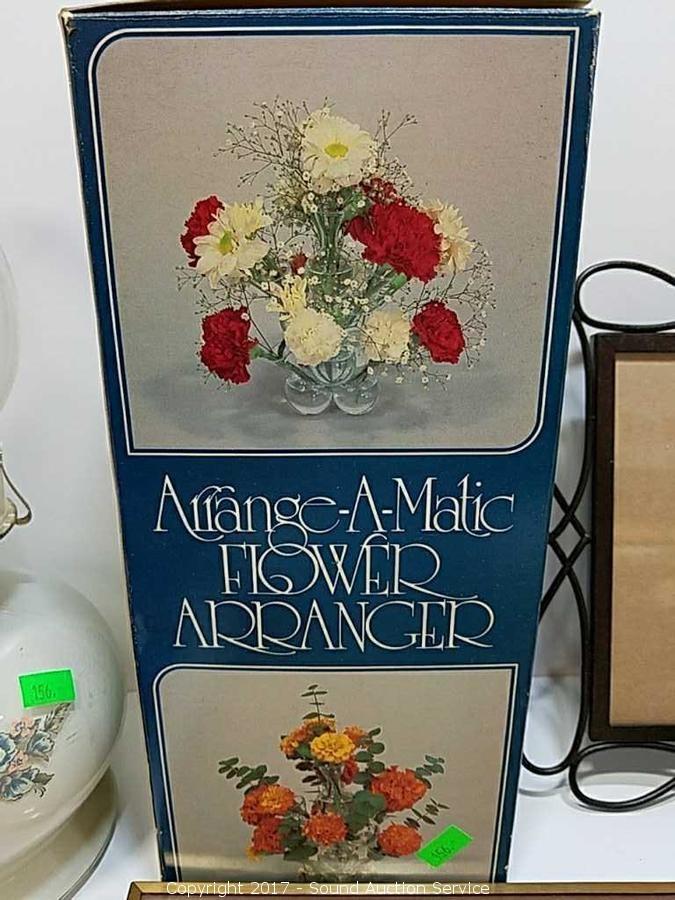 Arrange-A-Matic
FLOWER
ARRANGER
156.
156.
Copyright 2017 - Sound Auction Service